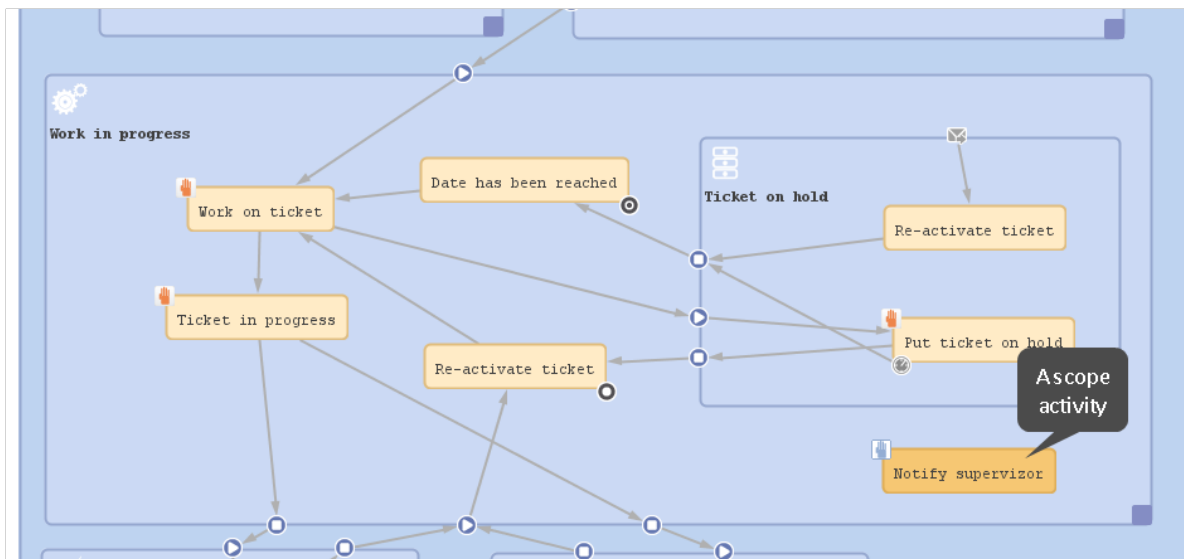 Work in progress
Date has been reached
Ticket on hold
Work on ticket
Re-activate ticket
Ticket in progress
Put ticket on hold
Re-activate ticket
A scope
activity
Notify supervizor